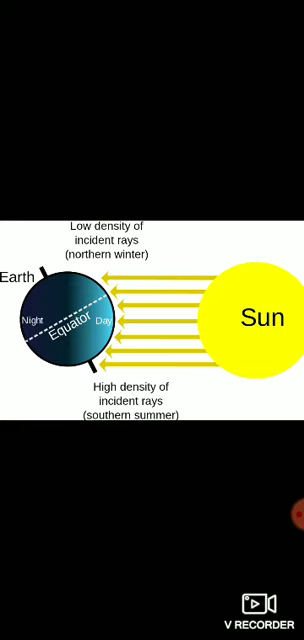 Low density of
incident rays
(northern winter)
Earth
Night
Equator
Day
Sun
High density of
incident rays
(southern summer)
V RECORDER